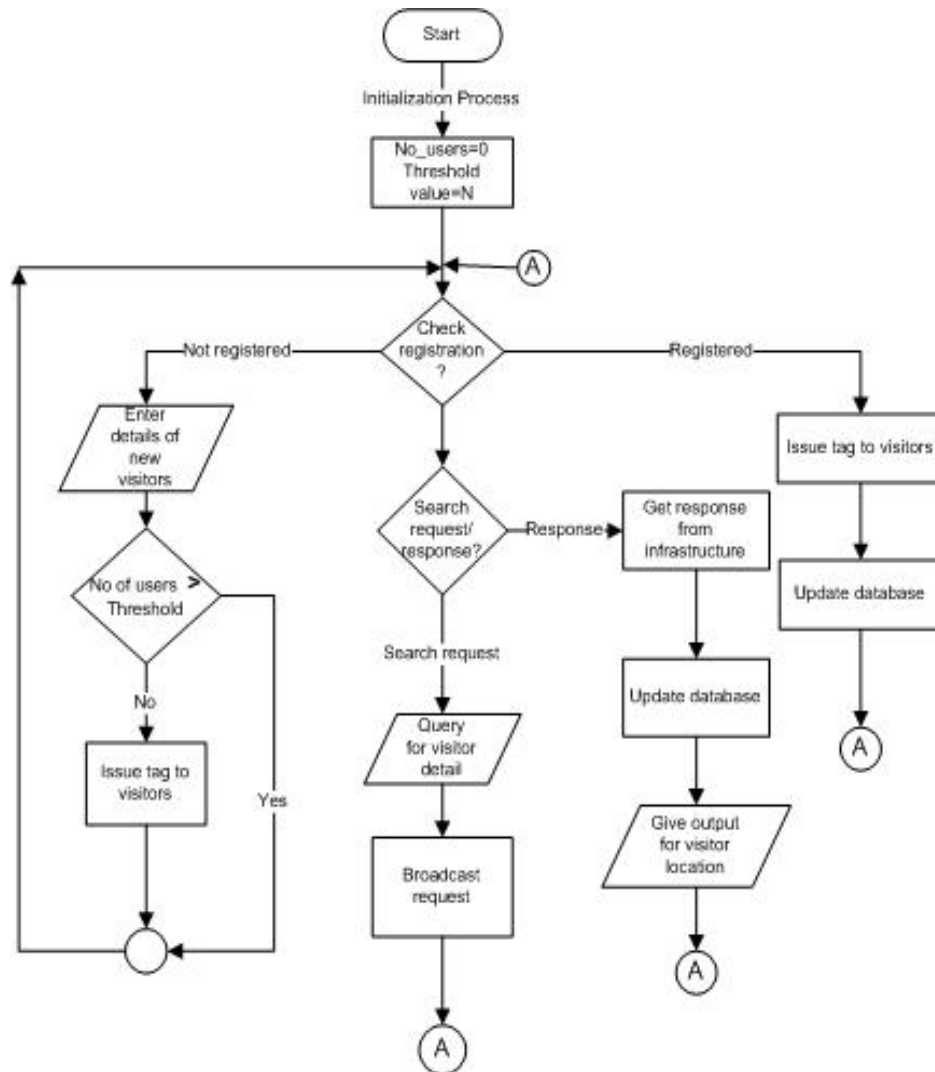 Start
Initialization Process
No_users=0
Threshold
value=N
A
Check
registration
?
Not registered
Registered
Enter
details of
new
visitors
Issue tag to visitors
Search
request/
response?
Response
Get response
from
infrastructure
No of users >
Threshold
Update database
Search request
Update database
No
Query
for visitor
detail
A
Issue tag to
visitors
Yes
Give output
for visitor
location
Broadcast
request
A
A